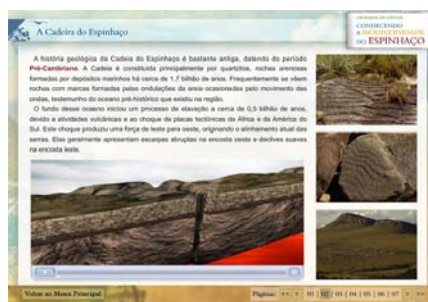 A Cadeia do Espinhaço
CONHECENDO
A BIODIVERSIDADE
DO ESPINHAÇO
A história geológica da Cadeia do Espinhaço é bastante antiga, datando do período
Pré-Cambriano. A Cadeia é constituída principalmente por quartzitos, rochas arenosas
formadas por depósitos marinhos há cerca de 1,7 bilhão de anos. Frequentemente se vêem
rochas com marcas formadas pelas ondulações da areia ocasionadas pelo movimento das
ondas, testemunho do oceano pré-histórico que existiu na região.
O fundo desse oceano iniciou um processo de elevação a cerca de 0,5 bilhão de anos,
devido a atividades vulcânicas e ao choque de placas tectônicas da África e da América do
Sul. Este choque produziu uma força de leste para oeste, originando o alinhamento atual das
serras. Elas geralmente apresentam escarpas abruptas na encosta oeste e declives suaves
na encosta leste.
Voltar ao Menu Principal
Páginas: << < 01 | 02 | 03 | 04 | 05 | 06 | 07 > >>